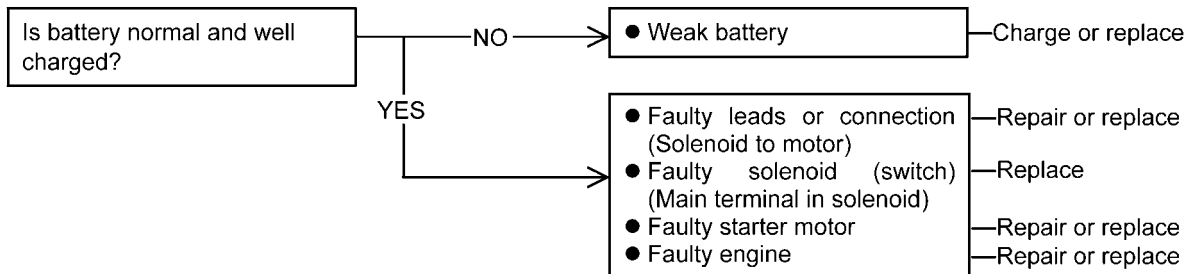 Is battery normal and well
charged?
NO
● Weak battery
Charge or replace
YES
● Faulty leads or connection
(Solenoid to motor)
Repair or replace
● Faulty solenoid (switch)
(Main terminal in solenoid)
Replace
● Faulty starter motor
Repair or replace
● Faulty engine
Repair or replace